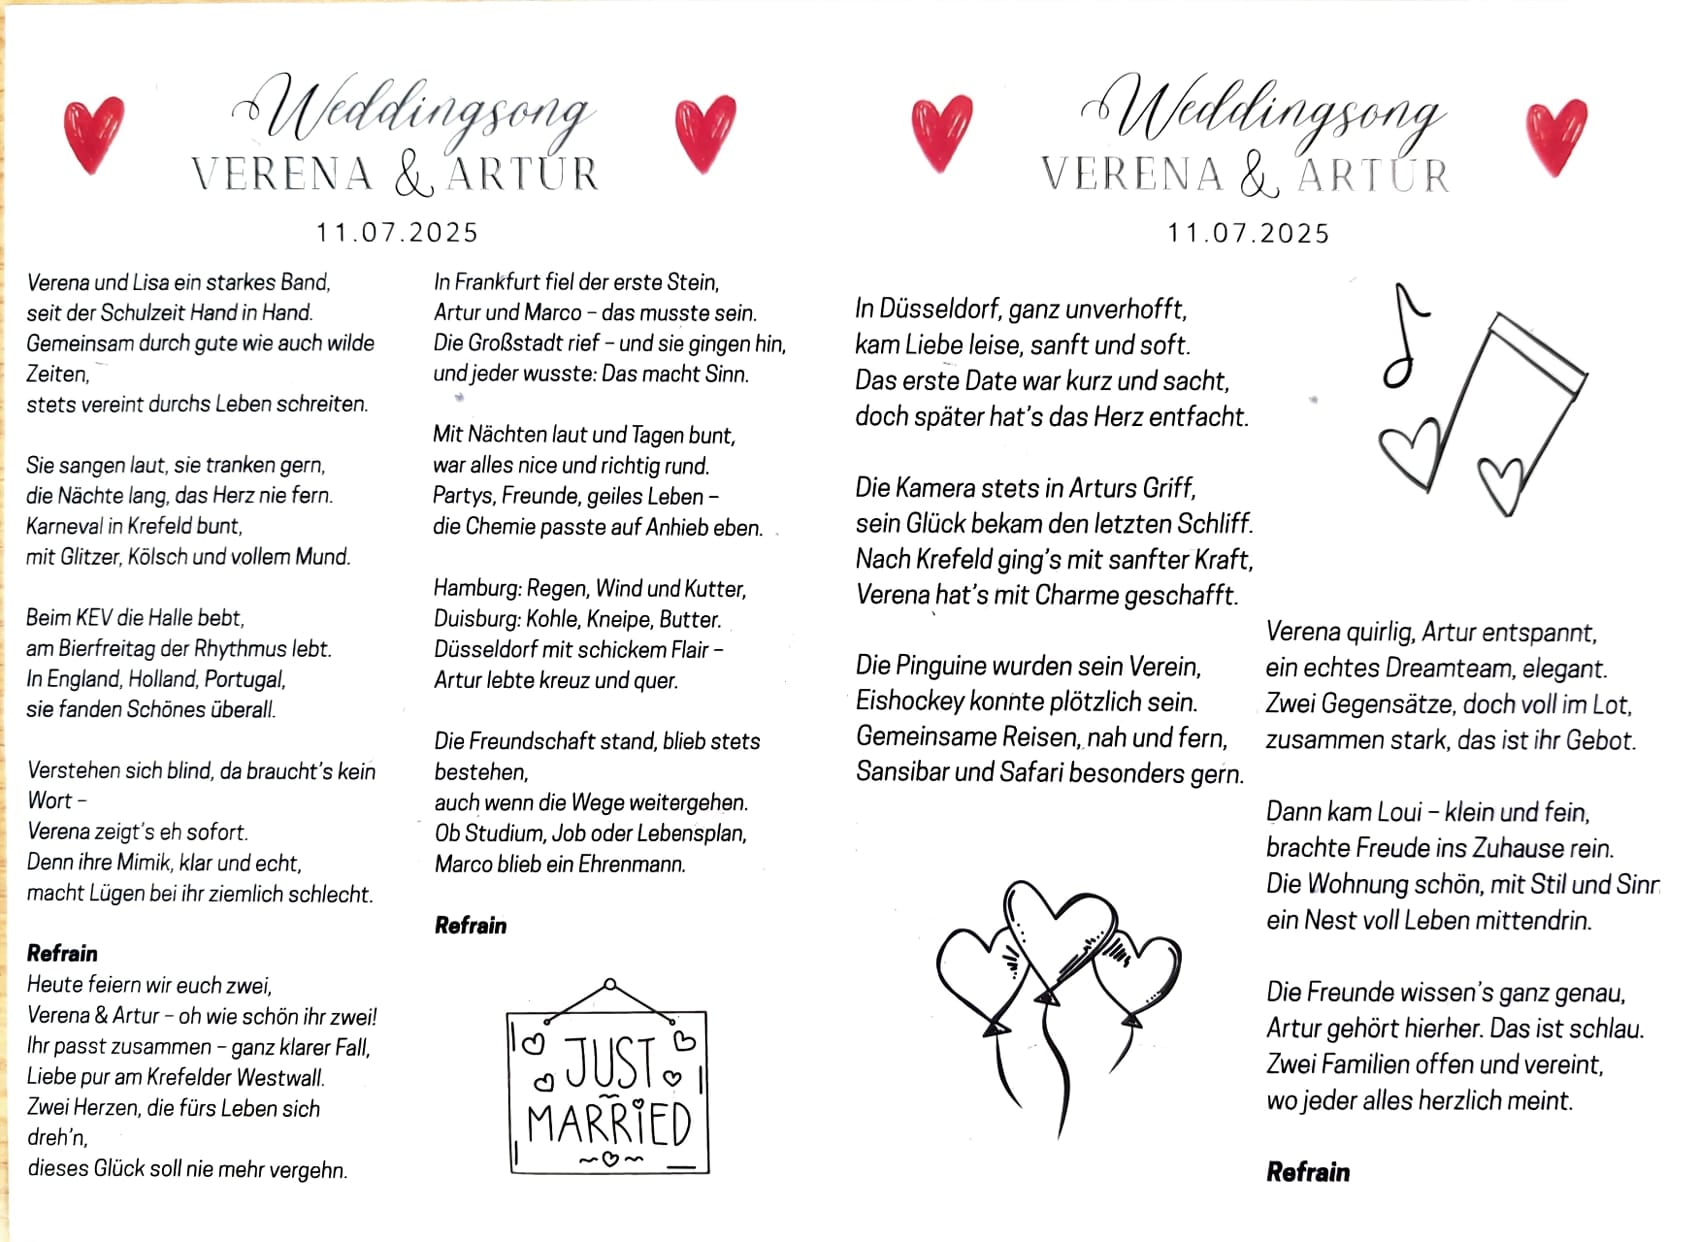 Weddingsong
VERENA & ARTUR
11.07.2025
Verena und Lisa ein starkes Band,
seit der Schulzeit Hand in Hand.
Gemeinsam durch gute wie auch wilde
Zeiten,
stets vereint durchs Leben schreiten.
Sie sangen laut, sie tranken gern,
die Nächte lang, das Herz nie fern.
Karneval in Krefeld bunt,
mit Glitzer, Kölsch und vollem Mund.
Beim KEV die Halle bebt,
am Bierfreitag der Rhythmus lebt.
In England, Holland, Portugal,
sie fanden Schönes überall.
Verstehen sich blind, da braucht's kein
Wort –
Verena zeigt's eh sofort.
Denn ihre Mimik, klar und echt,
macht Lügen bei ihr ziemlich schlecht.
Refrain
Heute feiern wir euch zwei,
Verena & Artur – oh wie schön ihr zwei!
Ihr passt zusammen – ganz klarer Fall,
Liebe pur am Krefelder Westwall.
Zwei Herzen, die fürs Leben sich
dreh'n,
dieses Glück soll nie mehr vergehn.
In Frankfurt fiel der erste Stein,
Artur und Marco – das musste sein.
Die Großstadt rief – und sie gingen hin,
und jeder wusste: Das macht Sinn.
Mit Nächten laut und Tagen bunt,
war alles nice und richtig rund.
Partys, Freunde, geiles Leben –
die Chemie passte auf Anhieb eben.
Hamburg: Regen, Wind und Kutter,
Duisburg: Kohle, Kneipe, Butter.
Düsseldorf mit schickem Flair –
Artur lebte kreuz und quer.
Die Freundschaft stand, blieb stets
bestehen,
auch wenn die Wege weitergehen.
Ob Studium, Job oder Lebensplan,
Marco blieb ein Ehrenmann.
Refrain
JUST
MARRIED
Weddingsong
VERENA & ARTUR
11.07.2025
In Düsseldorf, ganz unverhofft,
kam Liebe leise, sanft und soft.
Das erste Date war kurz und sacht,
doch später hat's das Herz entfacht.
Die Kamera stets in Arturs Griff,
sein Glück bekam den letzten Schliff.
Nach Krefeld ging's mit sanfter Kraft,
Verena hat's mit Charme geschafft.
Die Pinguine wurden sein Verein,
Eishockey konnte plötzlich sein.
Gemeinsame Reisen, nah und fern,
Sansibar und Safari besonders gern.
Verena quirlig, Artur entspannt,
ein echtes Dreamteam, elegant.
Zwei Gegensätze, doch voll im Lot,
zusammen stark, das ist ihr Gebot.
Dann kam Loui – klein und fein,
brachte Freude ins Zuhause rein.
Die Wohnung schön, mit Stil und Sinn
ein Nest voll Leben mittendrin.
Die Freunde wissen's ganz genau,
Artur gehört hierher. Das ist schlau.
Zwei Familien offen und vereint,
wo jeder alles herzlich meint.
Refrain